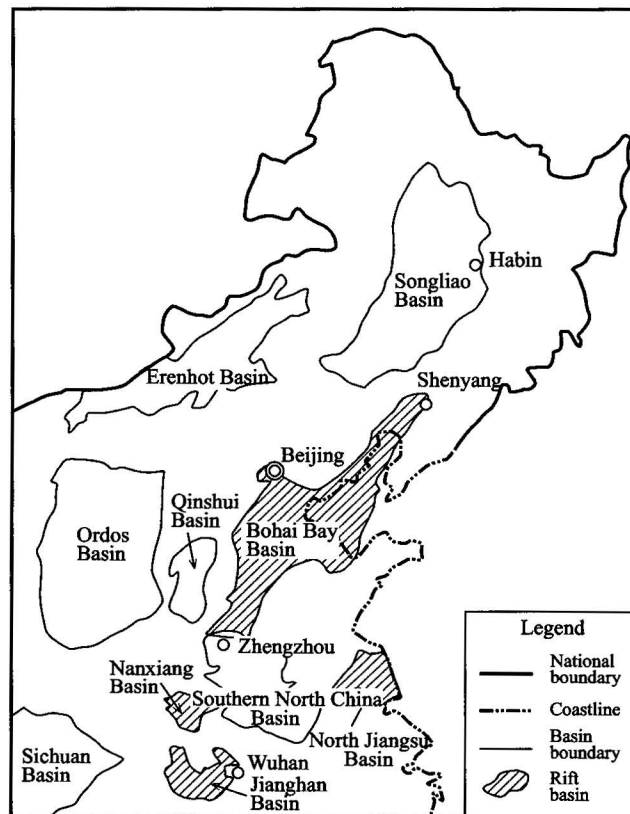 Habin
Songliao
Basin
Erenhot Basin
Shenyang
Beijing
Qinshui
Basin
Ordos
Basin
Bohai Bay
Basin
Zhengzhou
Nanxiang
Basin
Southern North China
Basin
North Jiangsu
Basin
Sichuan
Basin
Wuhan
Jianghan
Basin
Legend
National
boundary
Coastline
Basin
boundary
Rift
basin